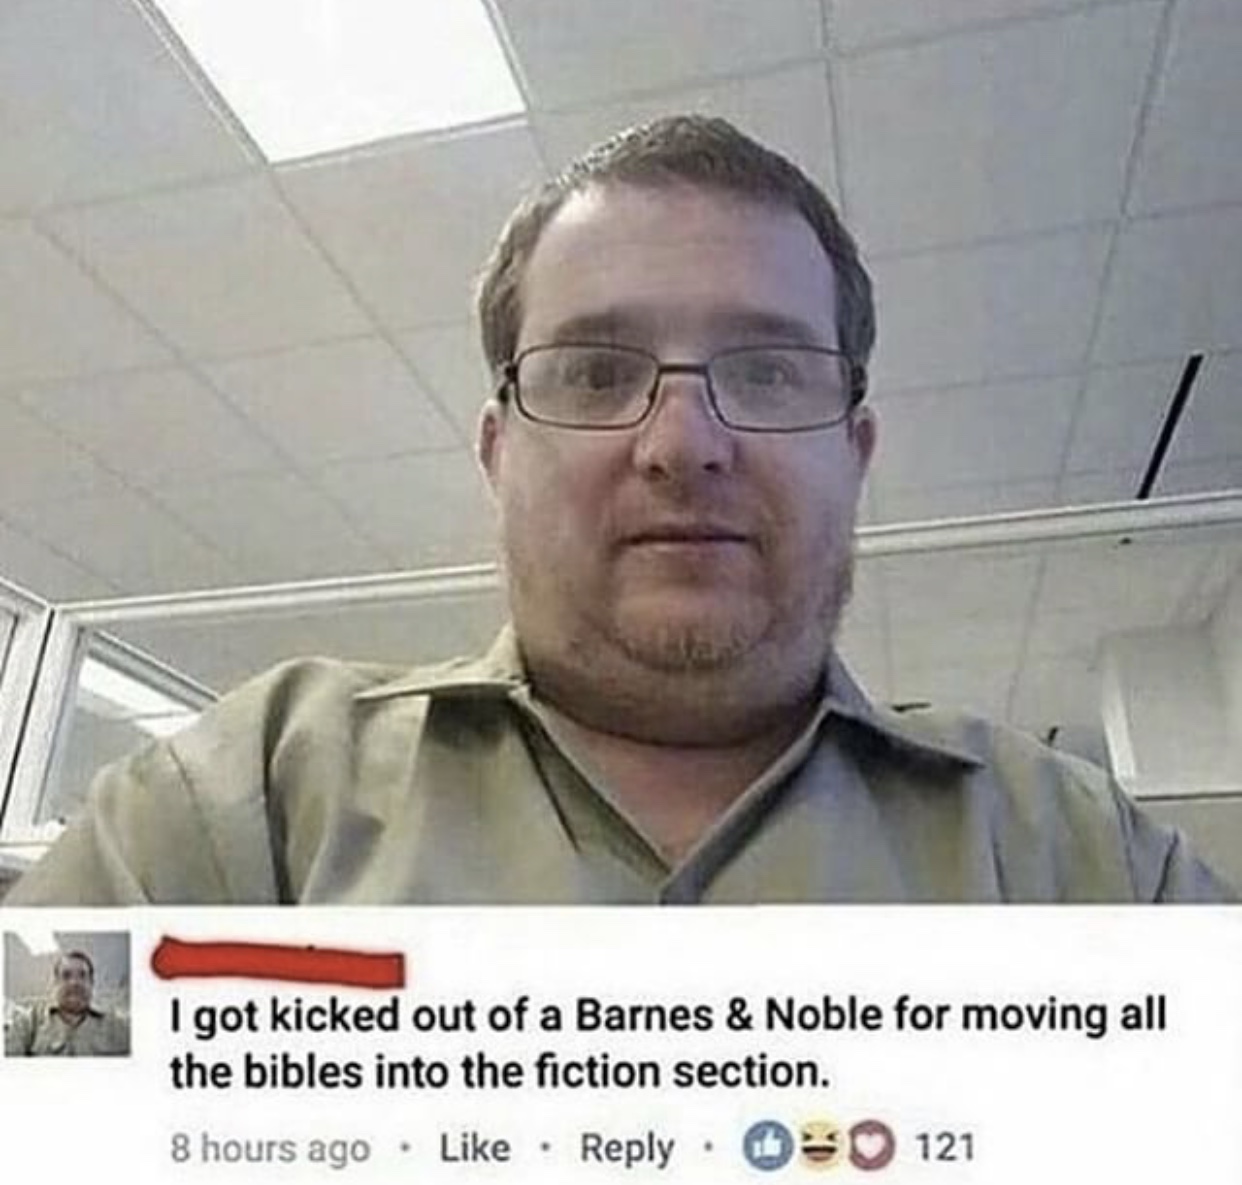 I got kicked out of a Barnes & Noble for moving all
the bibles into the fiction section.
8 hours ago · Like · Reply · 121